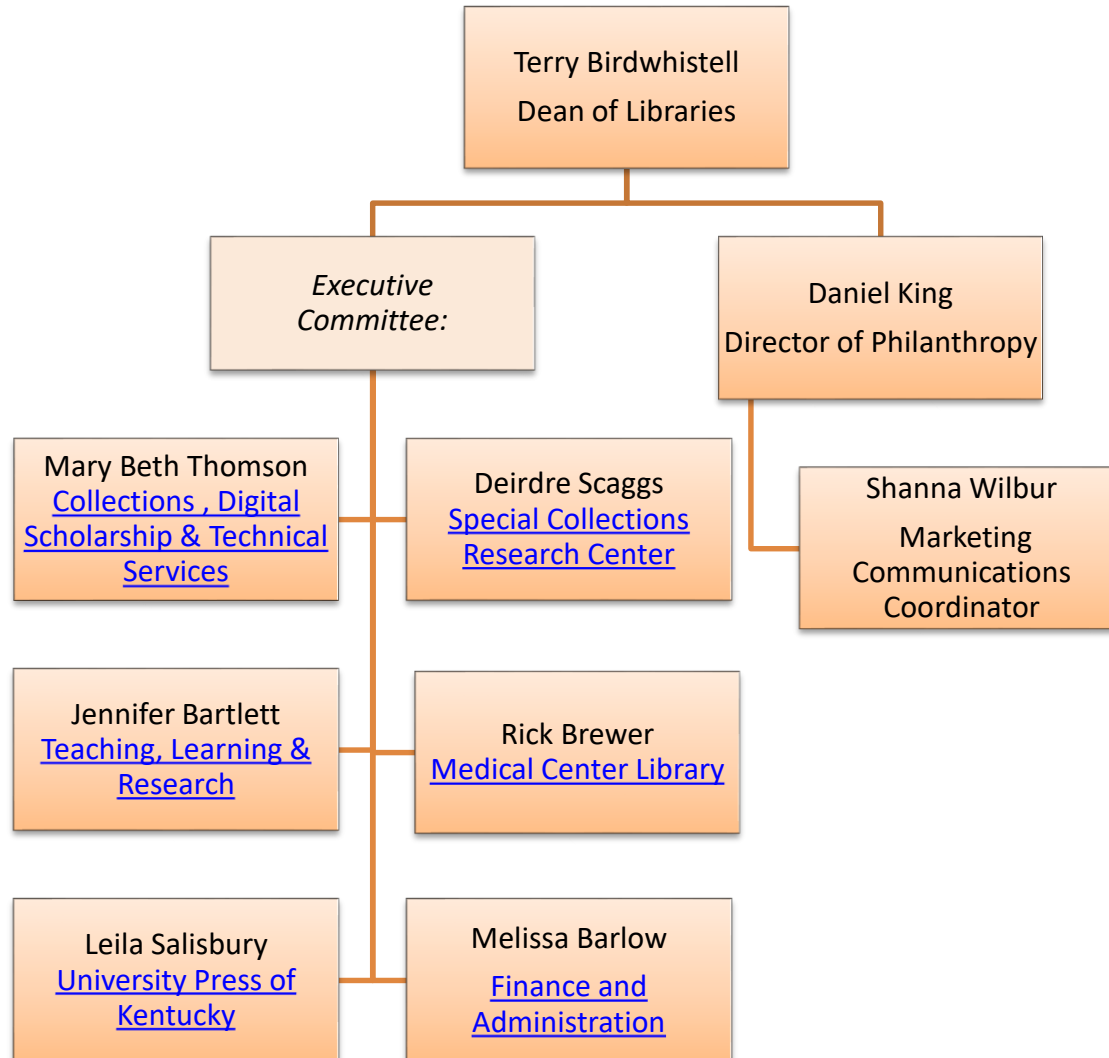 Terry Birdwhistell
Dean of Libraries
Executive
Committee:
Daniel King
Director of Philanthropy
Mary Beth Thomson
Collections , Digital
Scholarship & Technical
Services
Deirdre Scaggs
Special Collections
Research Center
Shanna Wilbur
Marketing
Communications
Coordinator
Jennifer Bartlett
Teaching, Learning &
Research
Rick Brewer
Medical Center Library
Leila Salisbury
University Press of
Kentucky
Melissa Barlow
Finance and
Administration